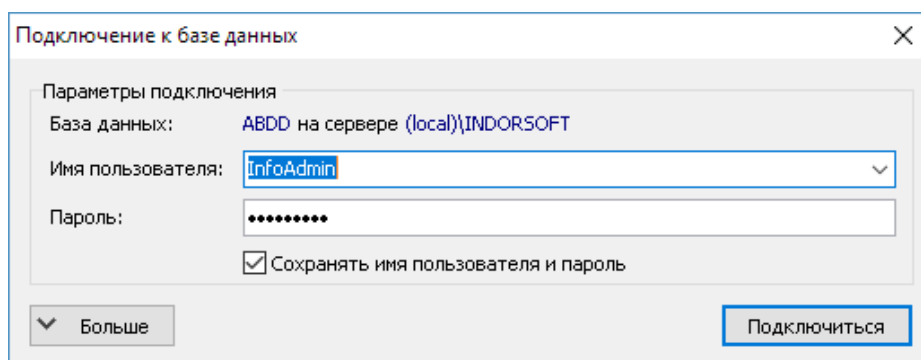 Подключение к базе данных
Параметры подключения
База данных: ABDD на сервере (local)\INDORSOFT
Имя пользователя: InfoAdmin
Пароль: •••••••••
Сохранять имя пользователя и пароль
Больше Подключиться